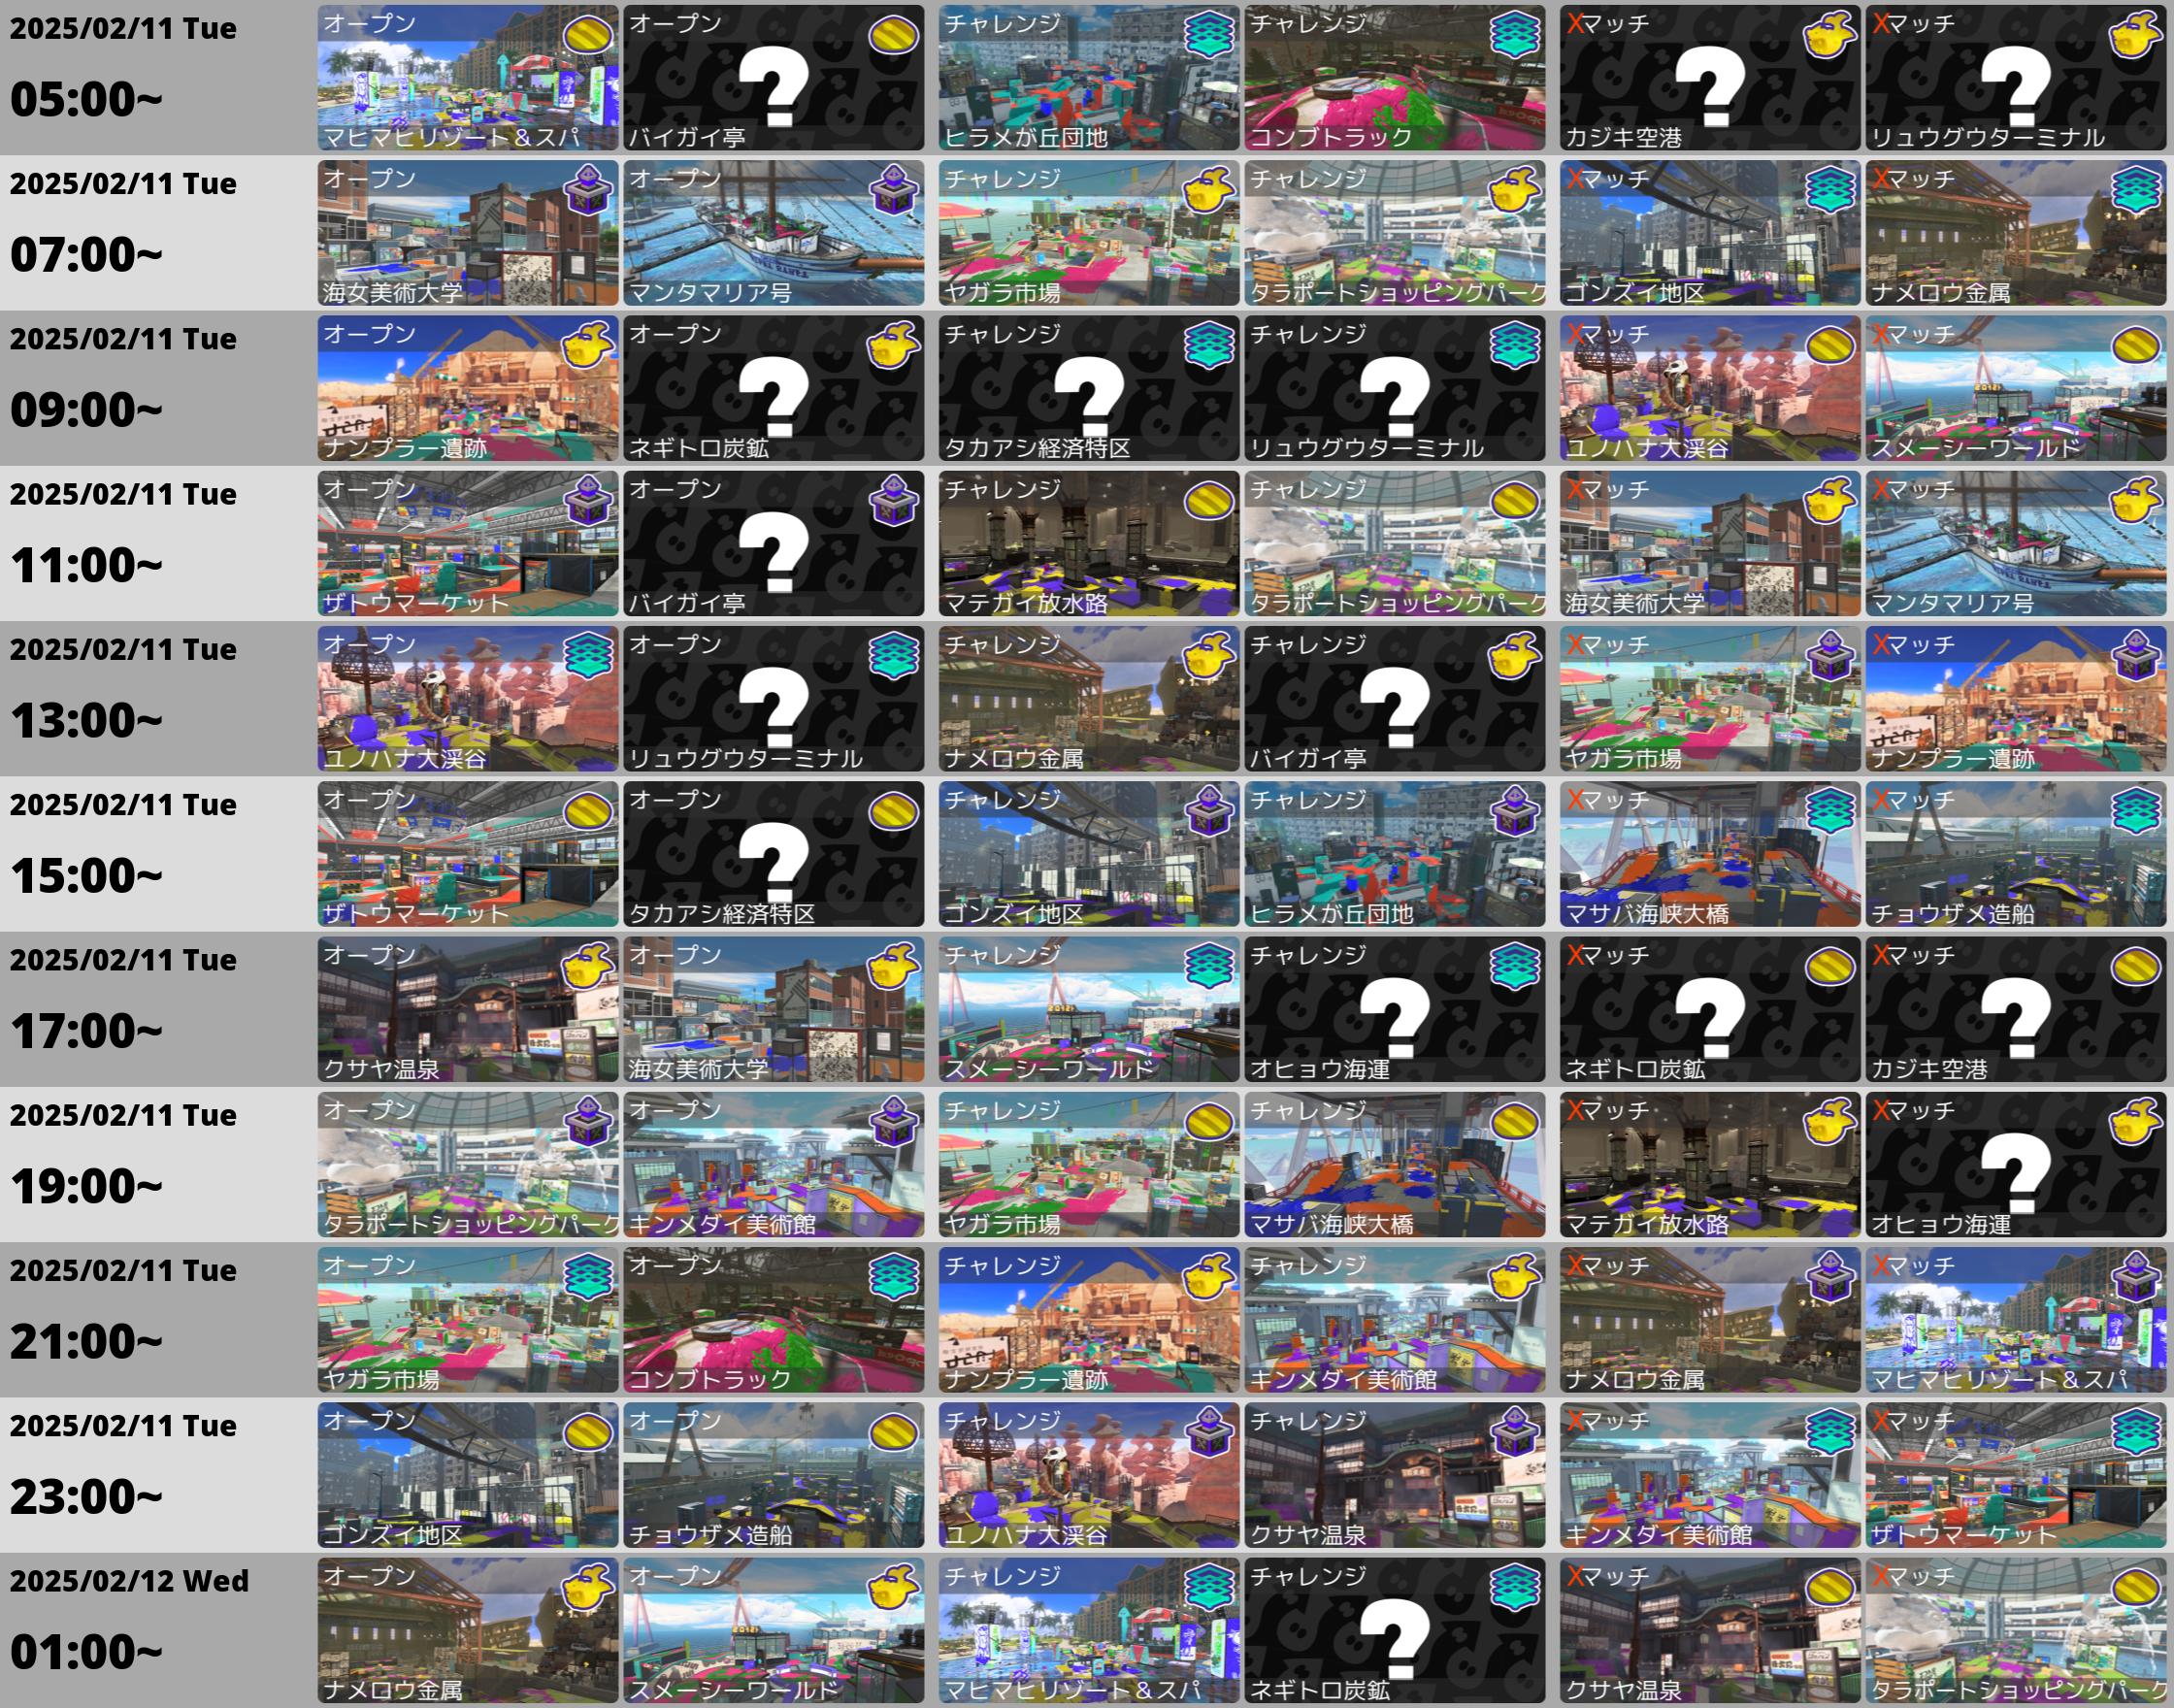 2025/02/11 Tue
05:00~
オープン
マヒマヒリゾート＆スパ
オープン
バイガイ亭
チャレンジ
ヒラメが丘団地
チャレンジ
コンブトラック
Xマッチ
カジキ空港
Xマッチ
リュウグウターミナル
2025/02/11 Tue
07:00~
オープン
海女美術大学
オープン
マンタマリア号
チャレンジ
ヤガラ市場
チャレンジ
タラポートショッピングパーク
Xマッチ
ゴンズイ地区
Xマッチ
ナメロウ金属
2025/02/11 Tue
09:00~
オープン
ナンプラー遺跡
オープン
ネギトロ炭鉱
チャレンジ
タカアシ経済特区
チャレンジ
リュウグウターミナル
Xマッチ
ユノハナ大渓谷
Xマッチ
スメーシーワールド
2025/02/11 Tue
11:00~
オープン
ザトウマーケット
オープン
バイガイ亭
チャレンジ
マテガイ放水路
チャレンジ
タラポートショッピングパーク
Xマッチ
海女美術大学
Xマッチ
マンタマリア号
2025/02/11 Tue
13:00~
オープン
ユノハナ大渓谷
オープン
リュウグウターミナル
チャレンジ
ナメロウ金属
チャレンジ
バイガイ亭
Xマッチ
ヤガラ市場
Xマッチ
ナンプラー遺跡
2025/02/11 Tue
15:00~
オープン
ザトウマーケット
オープン
タカアシ経済特区
チャレンジ
ゴンズイ地区
チャレンジ
ヒラメが丘団地
Xマッチ
マサバ海峡大橋
Xマッチ
チョウザメ造船
2025/02/11 Tue
17:00~
オープン
クサヤ温泉
オープン
海女美術大学
チャレンジ
スメーシーワールド
チャレンジ
オヒョウ海運
Xマッチ
ネギトロ炭鉱
Xマッチ
カジキ空港
2025/02/11 Tue
19:00~
オープン
タラポートショッピングパーク
オープン
キンメダイ美術館
チャレンジ
ヤガラ市場
チャレンジ
マサバ海峡大橋
Xマッチ
マテガイ放水路
Xマッチ
オヒョウ海運
2025/02/11 Tue
21:00~
オープン
ヤガラ市場
オープン
コンブトラック
チャレンジ
ナンプラー遺跡
チャレンジ
キンメダイ美術館
Xマッチ
ナメロウ金属
Xマッチ
マヒマヒリゾート＆スパ
2025/02/11 Tue
23:00~
オープン
ゴンズイ地区
オープン
チョウザメ造船
チャレンジ
ユノハナ大渓谷
チャレンジ
クサヤ温泉
Xマッチ
キンメダイ美術館
Xマッチ
ザトウマーケット
2025/02/12 Wed
01:00~
オープン
ナメロウ金属
オープン
スメーシーワールド
チャレンジ
マヒマヒリゾート＆スパ
チャレンジ
ネギトロ炭鉱
Xマッチ
クサヤ温泉
Xマッチ
タラポートショッピングパーク